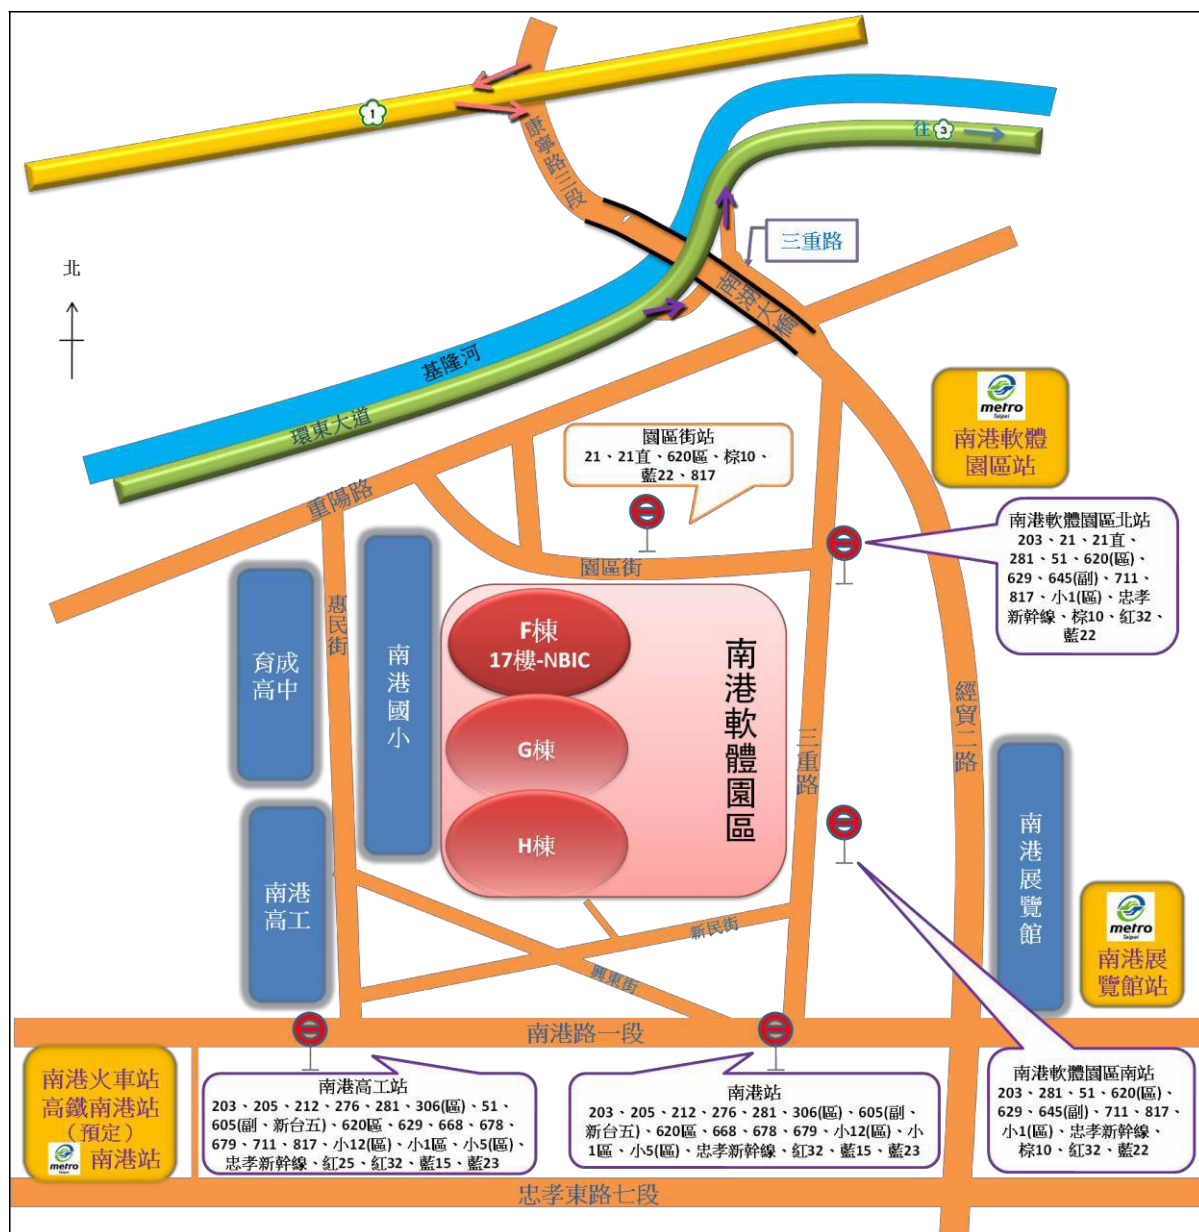 1
康寧路三段
往 3
三重路
北
南湖大橋
基隆河
環東大道
metro
Taipei
南港軟體
園區站
園區街站
21、21直、620區、棕10、
藍22、817
重陽路
南港軟體園區北站
203、21、21直、
281、51、620(區)、
629、645(副)、711、
817、小1(區)、忠孝
新幹線、棕10、紅32、
藍22
園區街
惠民街
育成
高中
南港國小
F棟
17樓-NBIC
G棟
H棟
南港軟體園區
三重路
經貿二路
南港
高工
南港展覽館
metro
Taipei
南港展
覽館站
新民街
興東街
南港路一段
南港火車站
高鐵南港站
（預定）
metro
Taipei
南港站
南港高工站
203、205、212、276、281、306(區)、51、
605(副、新台五)、620區、629、668、678、
679、711、817、小12(區)、小1區、小5(區)、
忠孝新幹線、紅25、紅32、藍15、藍23
南港站
203、205、212、276、281、306(區)、605(副、
新台五)、620區、668、678、679、小12(區)、小
1區、小5(區)、忠孝新幹線、紅32、藍15、藍23
南港軟體園區南站
203、281、51、620(區)、
629、645(副)、711、817、
小1(區)、忠孝新幹線、
棕10、紅32、藍22
忠孝東路七段